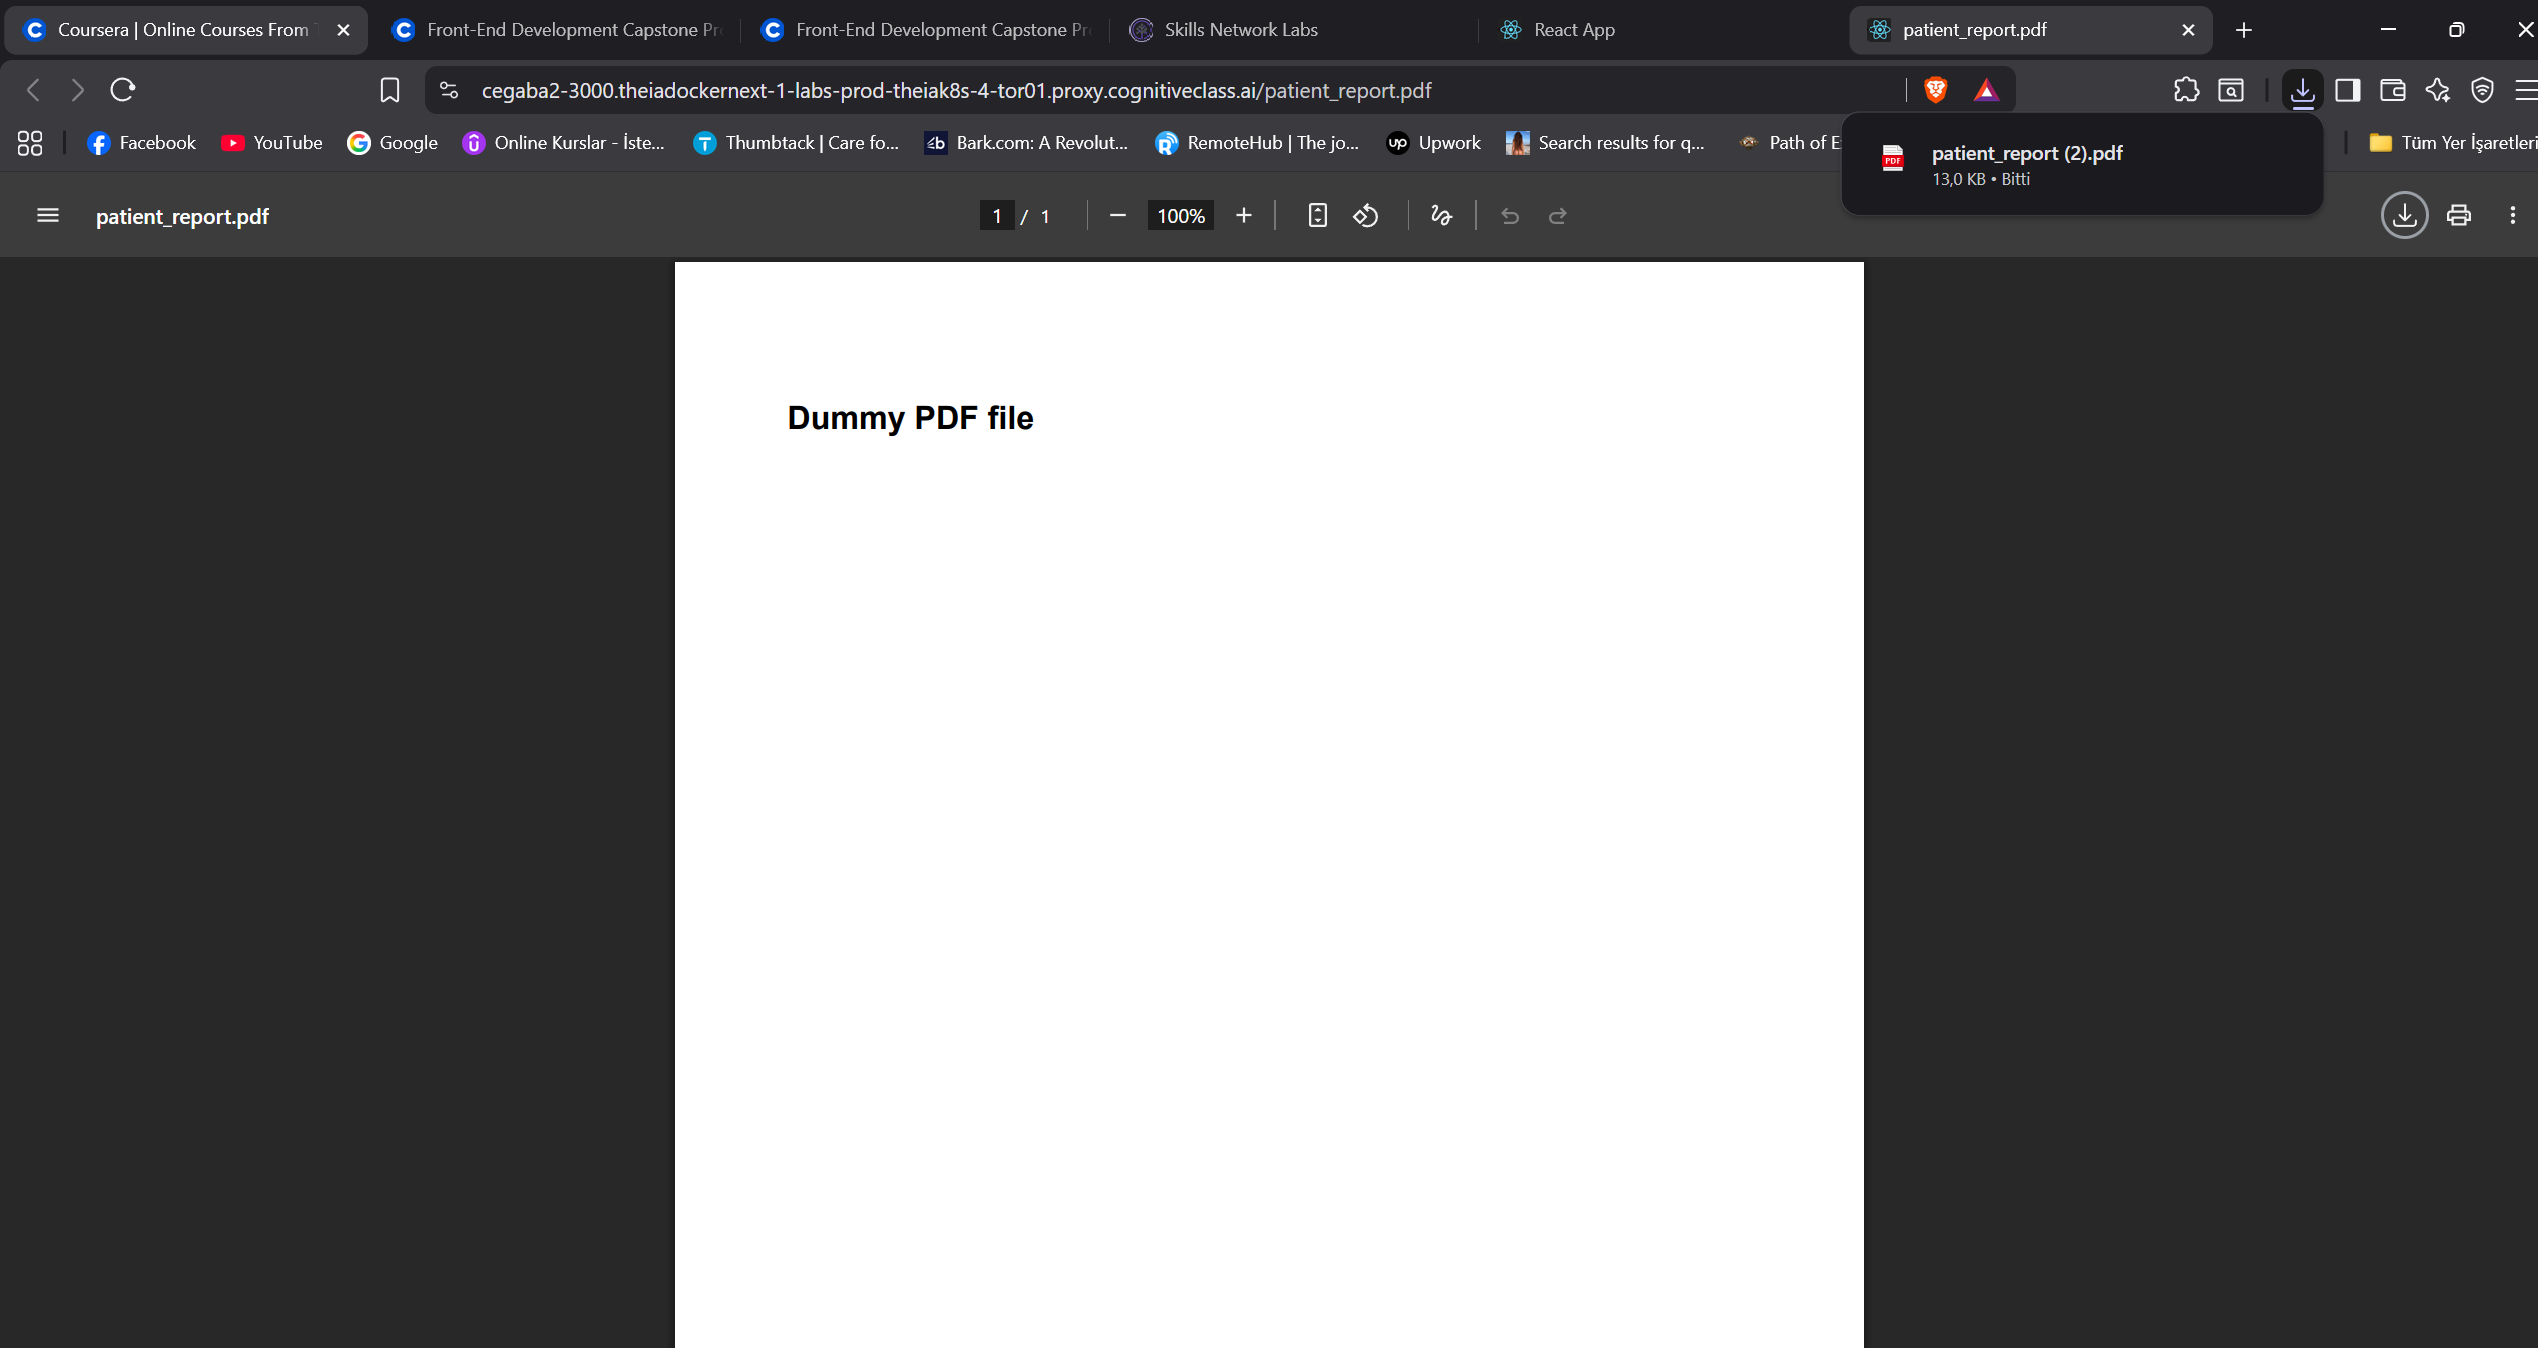 Coursera | Online Courses From
Front-End Development Capstone Pr
Front-End Development Capstone Pr
Skills Network Labs
React App
patient_report.pdf
cegaba2-3000.theiadockernext-1-labs-prod-theiak8s-4-tor01.proxy.cognitiveclass.ai/patient_report.pdf
Facebook
YouTube
Google
Online Kurslar - İste...
Thumbtack | Care fo...
Bark.com: A Revolut...
RemoteHub | The jo...
Upwork
Search results for q...
Path of E
Tüm Yer İşaretleri
patient_report (2).pdf
13,0 KB • Bitti
patient_report.pdf
1 / 1
100%
Dummy PDF file